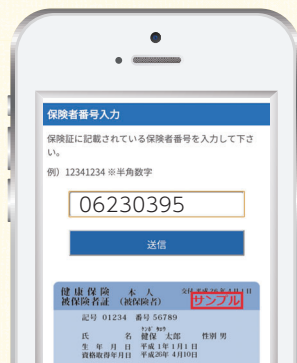 保険者番号入力
保険証に記載されている保険者番号を入力して下さ
い。
例）12341234 ※半角数字
06230395
送信
健康保険 本人
被保険者証 (被保険者)
サンプル
記号 01234 番号 56789
氏 名 健保 太郎 性別 男
生年月日 平成1年1月1日
資格取得年月日 平成26年4月10日